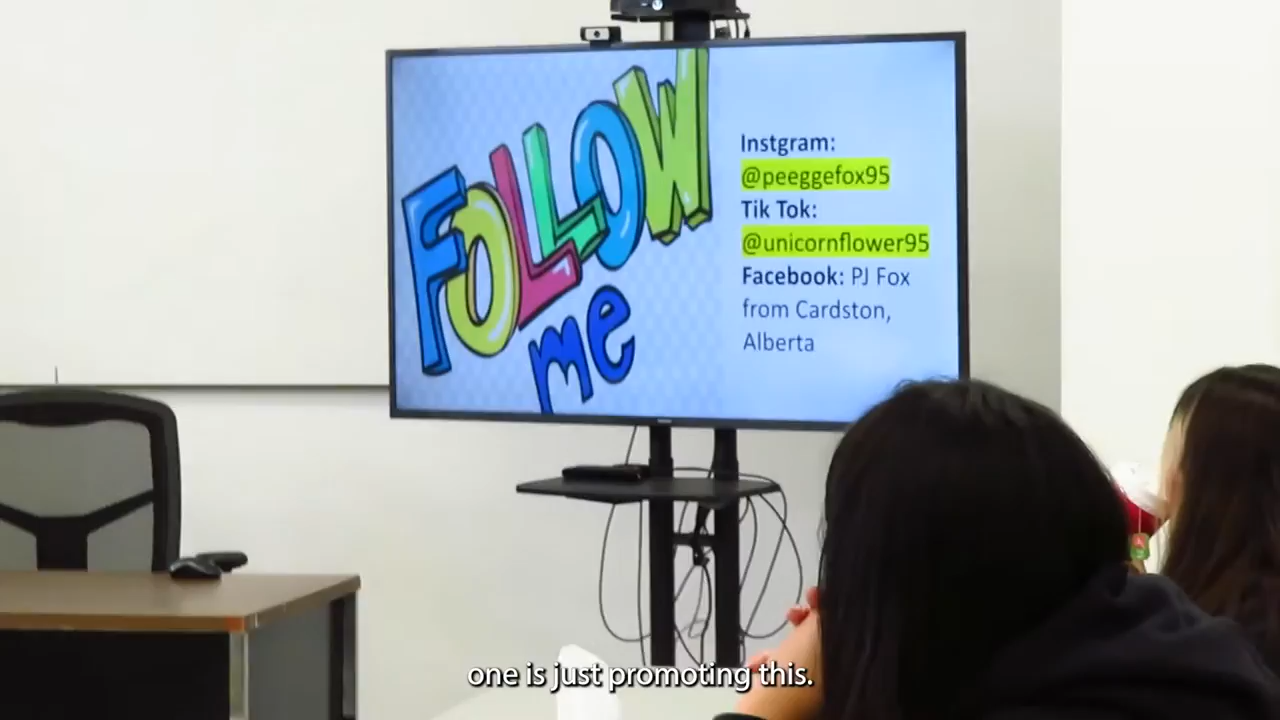 FOLLOW
me
Instgram:
@peeggefox95
Tik Tok:
@unicornflower95
Facebook: PJ Fox
from Cardston,
Alberta
one is just promoting this.